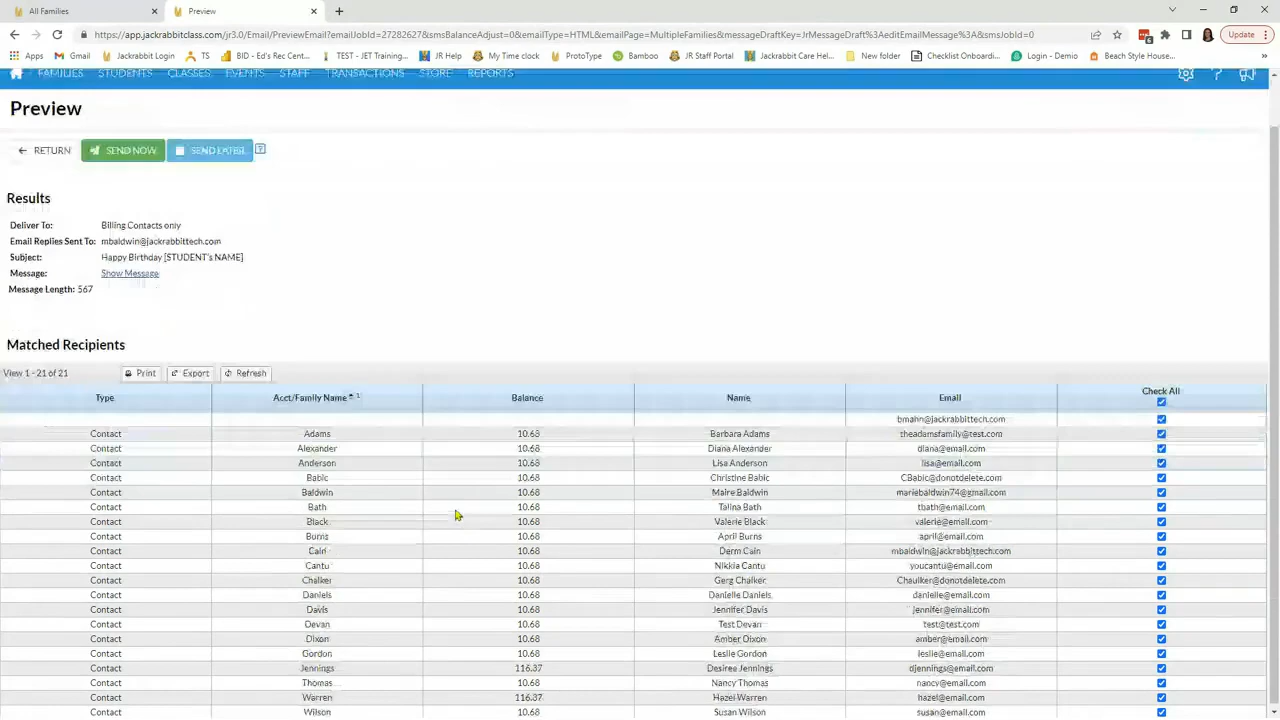 All Families
Preview
https://app.jackrabbitclass.com/jr3.0/Email/PreviewEmail?emailJobId=27282627&smsBalanceAdjust=0&emailType=HTML&emailPage=MultipleFamilies&messageDraftKey=JrMessageDraft%3AeditEmailMessage%3A&smsJobId=0
Update
Apps Gmail Jackrabbit Login TS BID - Ed's Rec Cent... TEST - JET Training... JR Help My Time clock ProtoType Bamboo JR Staff Portal Jackrabbit Care Hel... New folder Checklist Onboardi... Login - Demio Beach Style House...
FAMILIES STUDENTS CLASSES EVENTS STAFF TRANSACTIONS STORE REPORTS
Preview
RETURN SEND NOW SEND LATER...
Results
Deliver To: Billing Contacts only
Email Replies Sent To: mbaldwin@jackrabbittech.com
Subject: Happy Birthday [STUDENT's NAME]
Message: Show Message
Message Length: 567
Matched Recipients
View 1 - 21 of 21 Print Export Refresh
Type Acct/Family Name 1 Balance Name Email Check All
bmahn@jackrabbittech.com
Contact Adams 10.68 Barbara Adams theadamsfamily@test.com
Contact Alexander 10.68 Diana Alexander diana@email.com
Contact Anderson 10.68 Lisa Anderson lisa@email.com
Contact Babic 10.68 Christine Babic CBabic@donotdelete.com
Contact Baldwin 10.68 Maire Baldwin mariebaldwin74@gmail.com
Contact Bath 10.68 Talina Bath tbath@email.com
Contact Black 10.68 Valerie Black valerie@email.com
Contact Burns 10.68 April Burns april@email.com
Contact Cain 10.68 Derm Cain mbaldwin@jackrabbittech.com
Contact Cantu 10.68 Nikkia Cantu youcantu@email.com
Contact Chalker 10.68 Gerg Chalker Chaulker@donotdelete.com
Contact Daniels 10.68 Danielle Daniels danielle@email.com
Contact Davis 10.68 Jennifer Davis jennifer@email.com
Contact Devan 10.68 Test Devan test@test.com
Contact Dixon 10.68 Amber Dixon amber@email.com
Contact Gordon 10.68 Leslie Gordon leslie@email.com
Contact Jennings 116.37 Desiree Jennings djennings@email.com
Contact Thomas 10.68 Nancy Thomas nancy@email.com
Contact Warren 116.37 Hazel Warren hazel@email.com
Contact Wilson 10.68 Susan Wilson susan@email.com